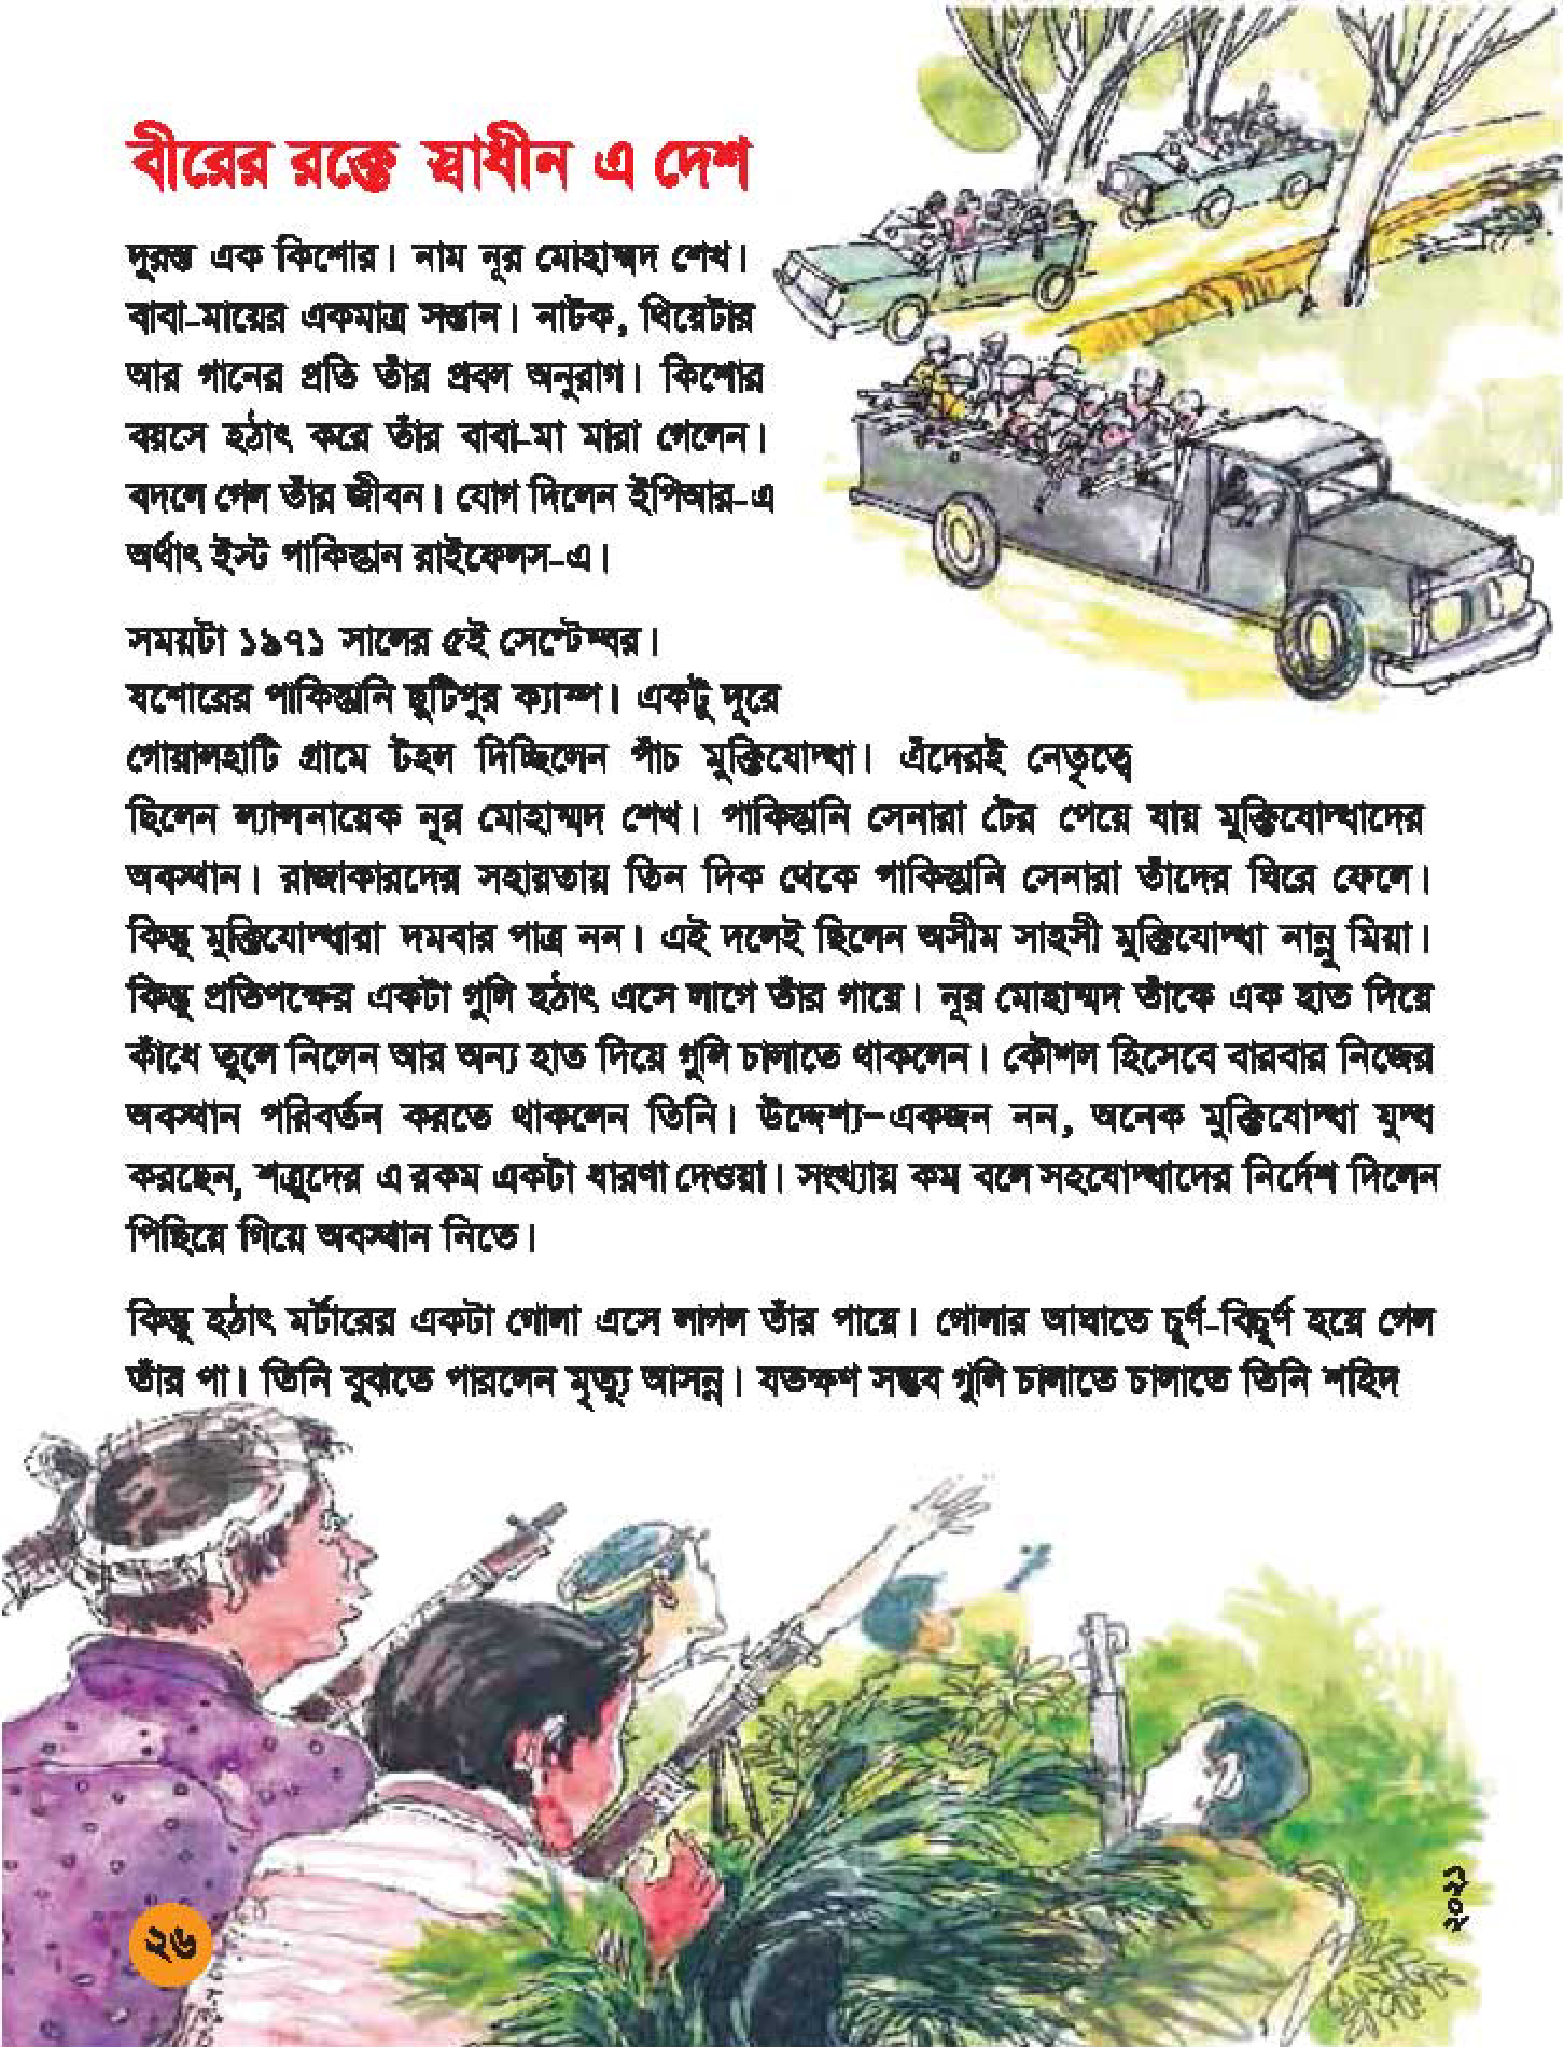 বীরের রক্তে স্বাধীন এ দেশ
দুরন্ত এক কিশোর। নাম নূর মোহাম্মদ শেখ।
বাবা-মায়ের একমাত্র সন্তান। নাটক, থিয়েটার
আর গানের প্রতি তাঁর প্রবল অনুরাগ। কিশোর
বয়সে হঠাৎ করে তাঁর বাবা-মা মারা গেলেন।
বদলে গেল তাঁর জীবন। যোগ দিলেন ইপিআর-এ
অর্থাৎ ইস্ট পাকিস্তান রাইফেলস-এ।
সময়টা ১৯৭১ সালের ৫ই সেপ্টেম্বর।
যশোরের পাকিস্তানি ছুটিপুর ক্যাম্প। একটু দূরে
গোয়ালহাটি গ্রামে টহল দিচ্ছিলেন পাঁচ মুক্তিযোদ্ধা। এঁদেরই নেতৃত্বে
ছিলেন ল্যান্সনায়েক নূর মোহাম্মদ শেখ। পাকিস্তানি সেনারা টের পেয়ে যায় মুক্তিযোদ্ধাদের
অবস্থান। রাজাকারদের সহায়তায় তিন দিক থেকে পাকিস্তানি সেনারা তাঁদের ঘিরে ফেলে।
কিন্তু মুক্তিযোদ্ধারা দমবার পাত্র নন। এই দলেই ছিলেন অসীম সাহসী মুক্তিযোদ্ধা নান্নু মিয়া।
কিন্তু প্রতিপক্ষের একটা গুলি হঠাৎ এসে লাগে তাঁর গায়ে। নূর মোহাম্মদ তাঁকে এক হাত দিয়ে
কাঁধে তুলে নিলেন আর অন্য হাত দিয়ে গুলি চালাতে থাকলেন। কৌশল হিসেবে বারবার নিজের
অবস্থান পরিবর্তন করতে থাকলেন তিনি। উদ্দেশ্য–একজন নন, অনেক মুক্তিযোদ্ধা যুদ্ধ
করছেন, শত্রুদের এ রকম একটা ধারণা দেওয়া। সংখ্যায় কম বলে সহযোদ্ধাদের নির্দেশ দিলেন
পিছিয়ে গিয়ে অবস্থান নিতে।
কিন্তু হঠাৎ মর্টারের একটা গোলা এসে লাগল তাঁর পায়ে। গোলার আঘাতে চূর্ণ-বিচূর্ণ হয়ে গেল
তাঁর পা। তিনি বুঝতে পারলেন মৃত্যু আসন্ন। যতক্ষণ সম্ভব গুলি চালাতে চালাতে তিনি শহিদ
২৬
২০২১